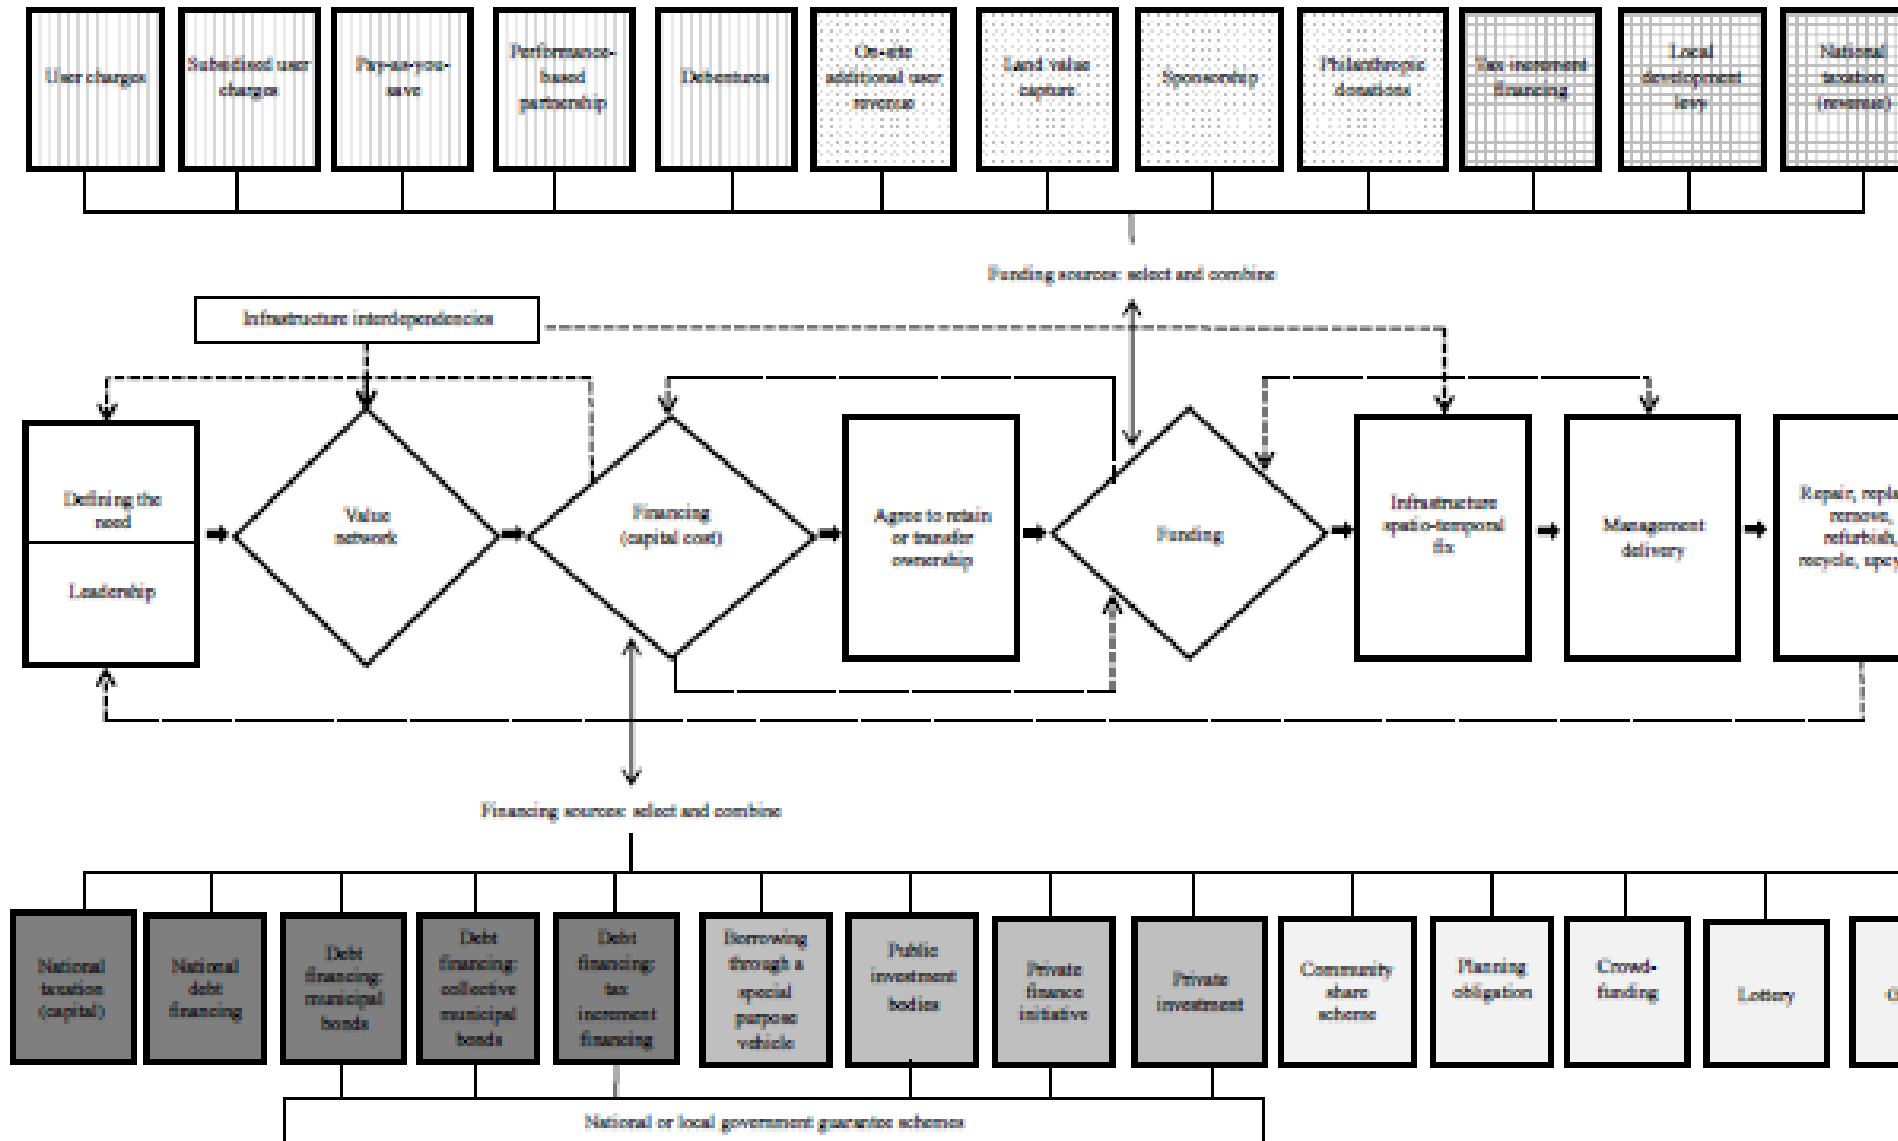 User charges
Subsidised user
charges
Pay-as-you-
save
Performance-
based
partnership
Debentures
On-site
additional user
revenue
Land value
capture
Sponsorship
Philanthropic
donations
Tax increment
financing
Local
development
levy
National
taxation
(revenue)
Funding sources: select and combine
Infrastructure interdependencies
Defining the
need
Leadership
Value
network
Financing
(capital cost)
Agree to retain
or transfer
ownership
Funding
Infrastructure
spatio-temporal
fix
Management
delivery
Repair,
remove,
refurbish,
recycle,
Financing sources: select and combine
National
taxation
(capital)
National
debt
financing
Debt
financing:
municipal
bonds
Debt
financing:
collective
municipal
bonds
Debt
financing:
tax
increment
financing
Borrowing
through a
special
purpose
vehicle
Public
investment
bodies
Private
finance
initiative
Private
investment
Community
share
scheme
Planning
obligation
Crowd-
funding
Lottery
National or local government guarantee schemes